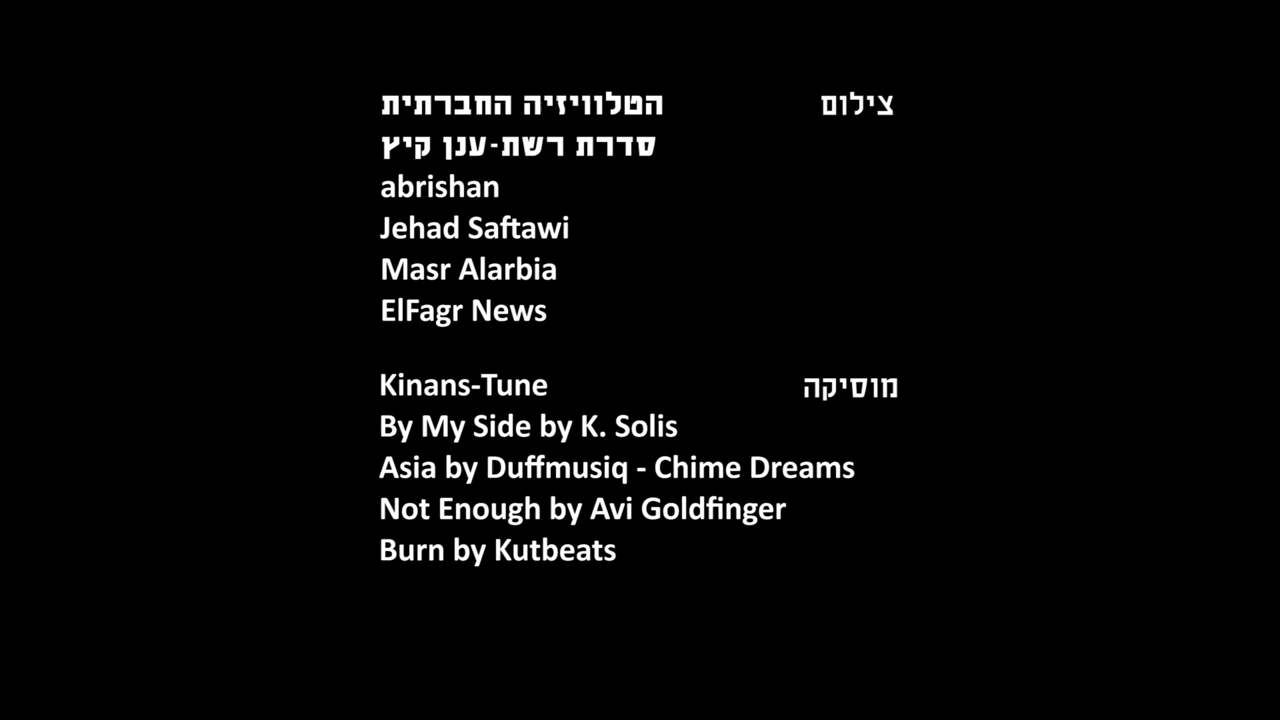 צילום הטלוויזיה החברתית
סדרת רשת-ענן קיץ
abrishan
Jehad Saftawi
Masr Alarbia
ElFagr News
מוסיקה Kinans-Tune
By My Side by K. Solis
Asia by Duffmusiq - Chime Dreams
Not Enough by Avi Goldfinger
Burn by Kutbeats